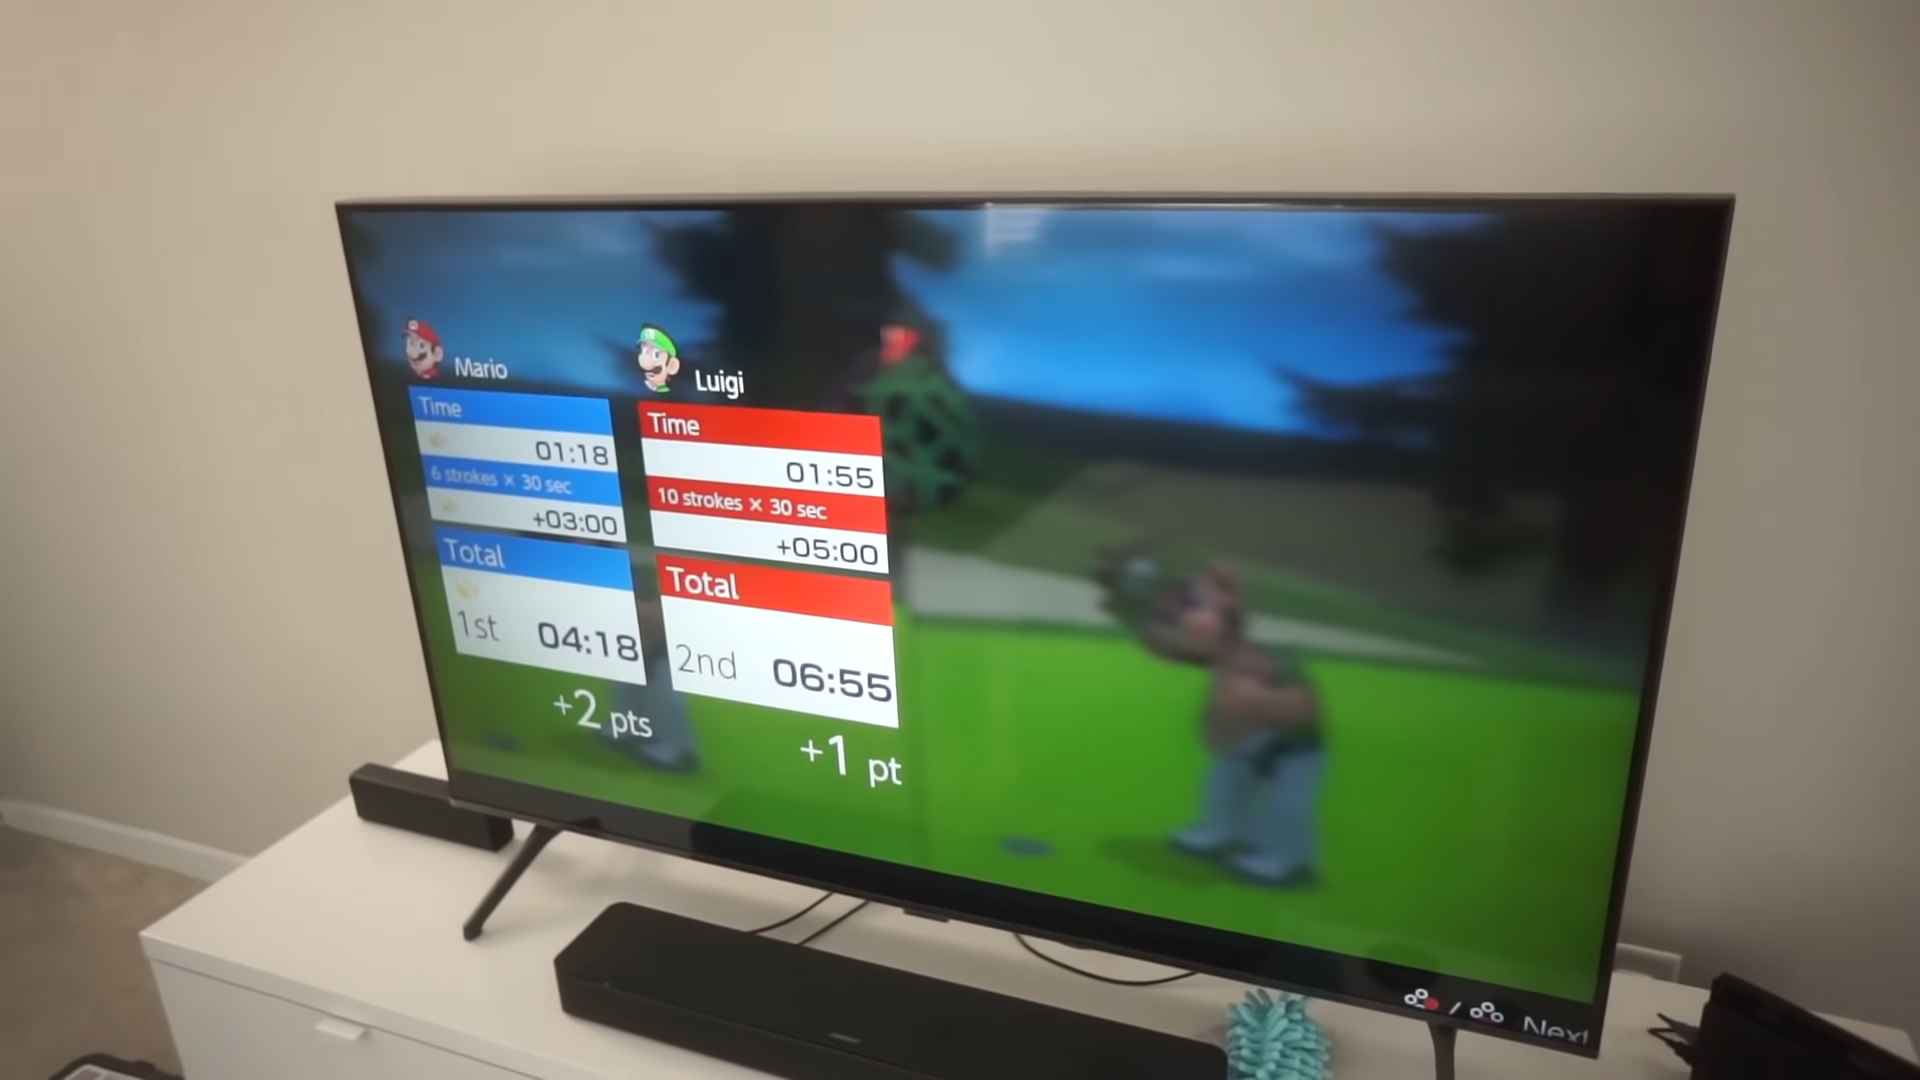 Mario
Time
01:18
6 strokes × 30 sec
+03:00
Total
1st 04:18
+2 pts
Luigi
Time
01:55
10 strokes × 30 sec
+05:00
Total
2nd 06:55
+1 pt
/ Next